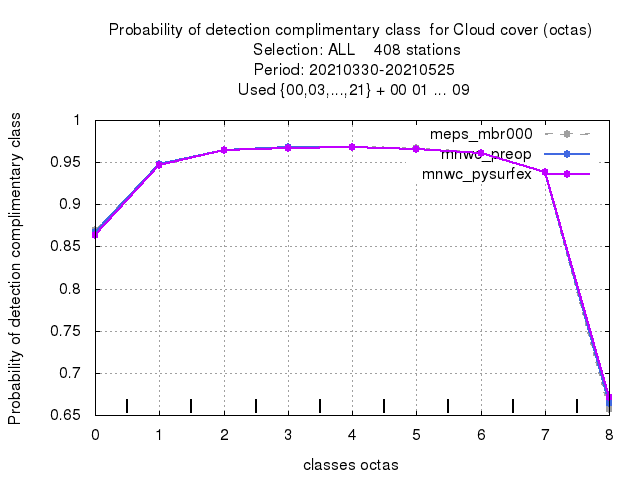 Probability of detection complimentary class  for Cloud cover (octas)
Selection: ALL    408 stations
Period: 20210330-20210525
Used {00,03,...,21} + 00 01 ... 09
Probability of detection complimentary class
1
0.95
0.9
0.85
0.8
0.75
0.7
0.65
meps_mbr000
mnwc_preop
mnwc_pysurfex
0 1 2 3 4 5 6 7 8
classes octas